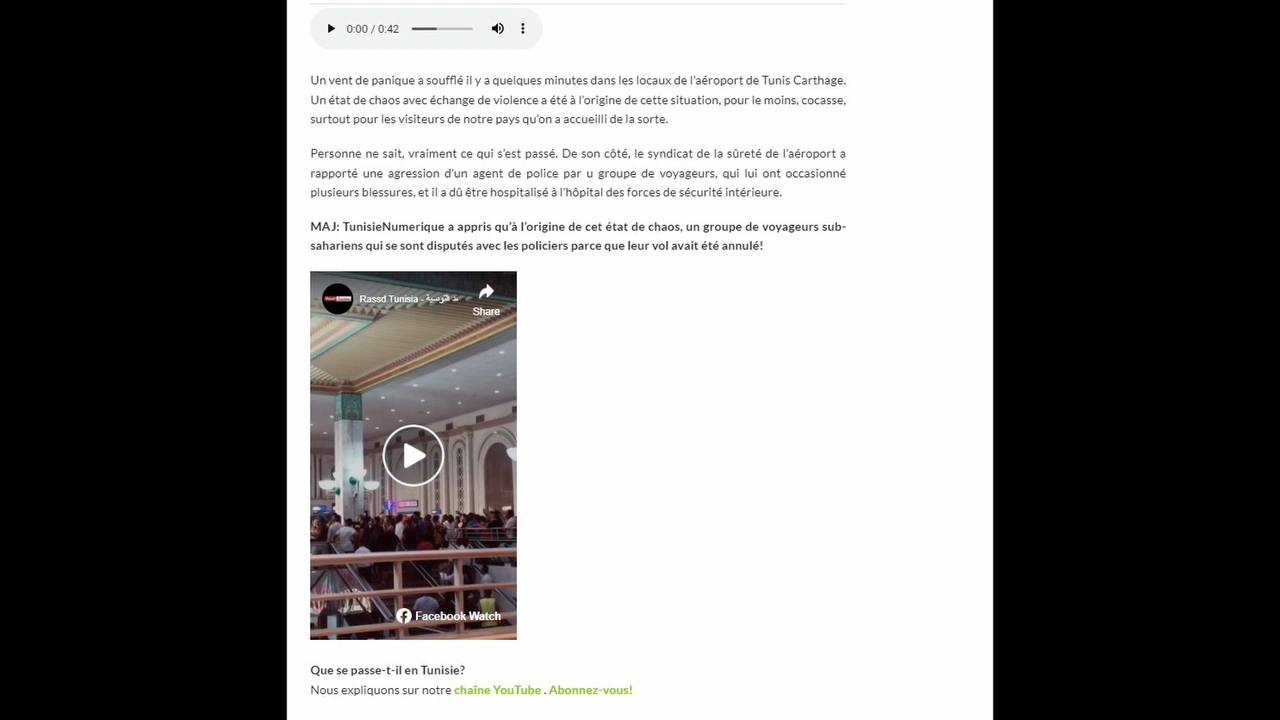 0:00 / 0:42
Un vent de panique a soufflé il y a quelques minutes dans les locaux de l'aéroport de Tunis Carthage.
Un état de chaos avec échange de violence a été à l'origine de cette situation, pour le moins, cocasse,
surtout pour les visiteurs de notre pays qu'on a accueilli de la sorte.
Personne ne sait, vraiment ce qui s'est passé. De son côté, le syndicat de la sûreté de l'aéroport a
rapporté une agression d'un agent de police par u groupe de voyageurs, qui lui ont occasionné
plusieurs blessures, et il a dû être hospitalisé à l'hôpital des forces de sécurité intérieure.
MAJ: TunisieNumerique a appris qu'à l'origine de cet état de chaos, un groupe de voyageurs sub-
sahariens qui se sont disputés avec les policiers parce que leur vol avait été annulé!
Rassd Tunisia -
Share
Facebook Watch
Que se passe-t-il en Tunisie?
Nous expliquons sur notre chaîne YouTube . Abonnez-vous!